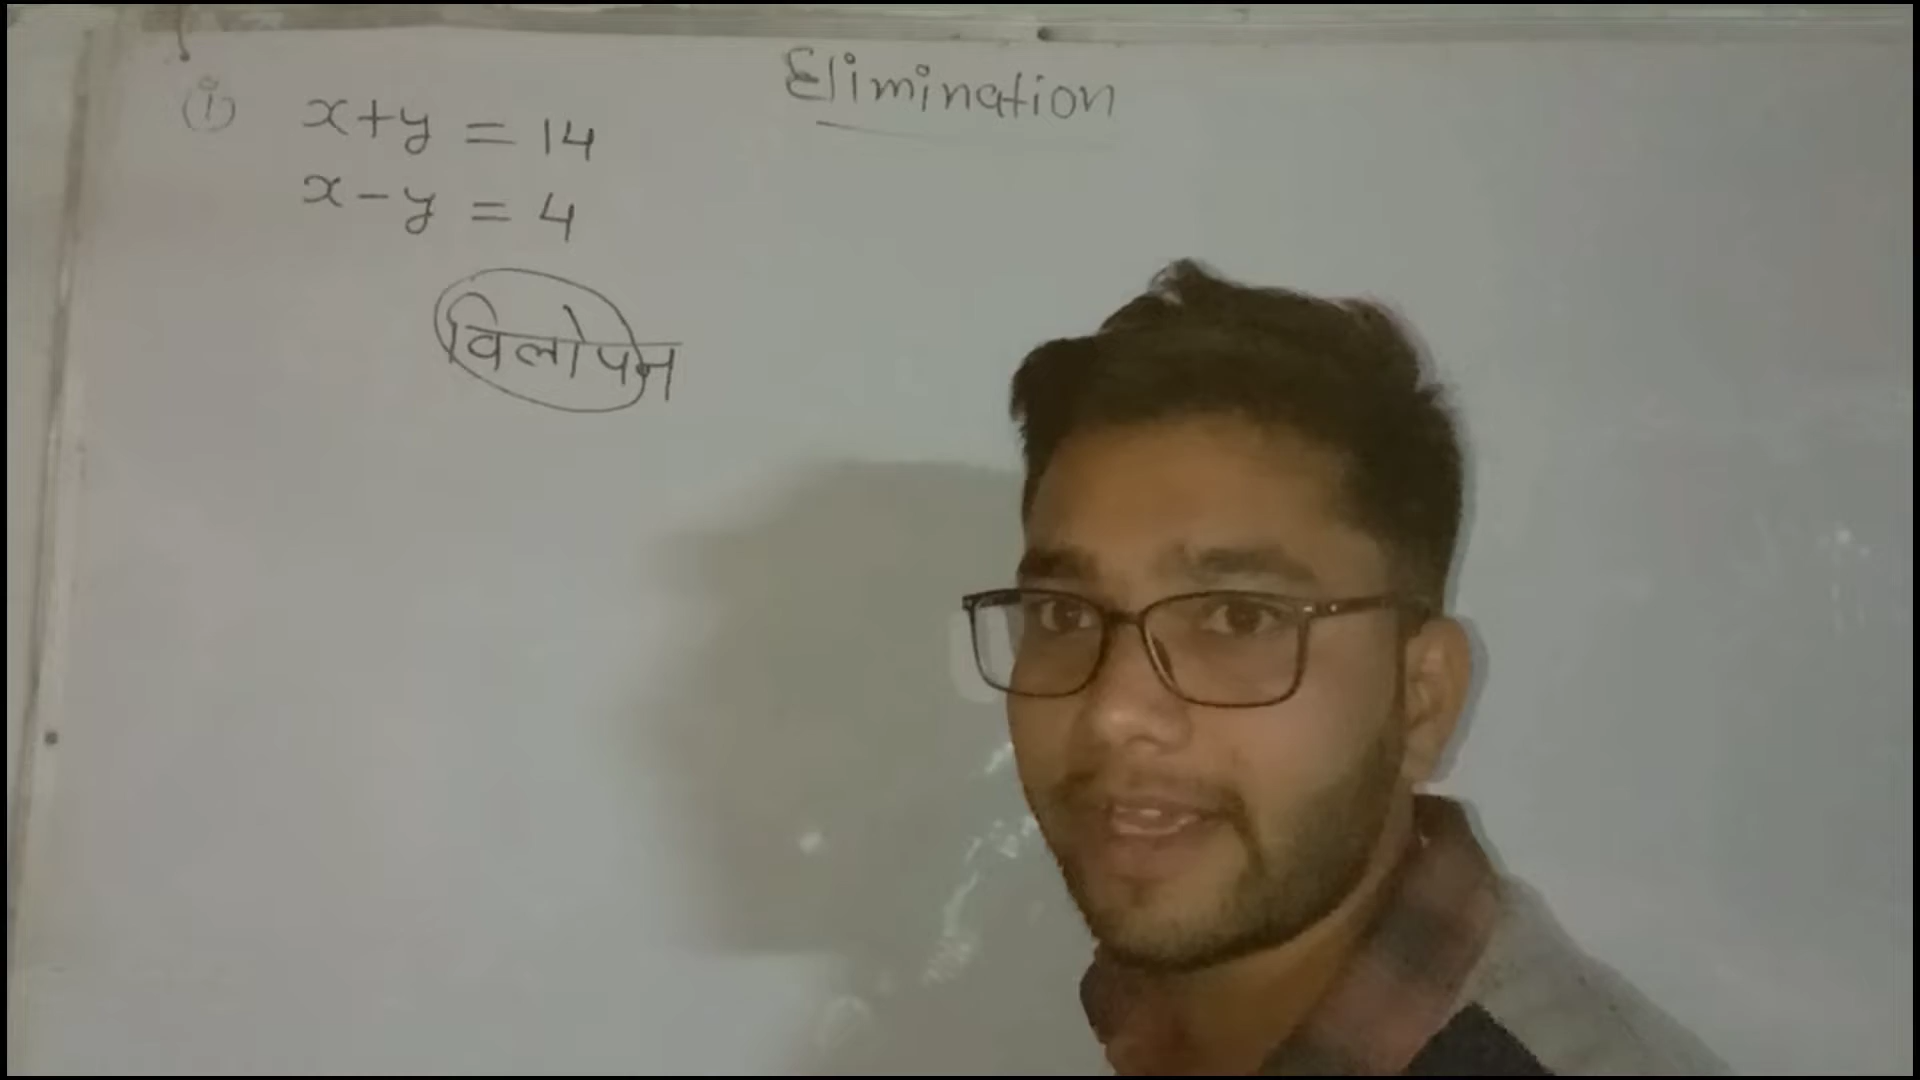 Elimination
(i) x+y = 14
x-y = 4
विलोपन